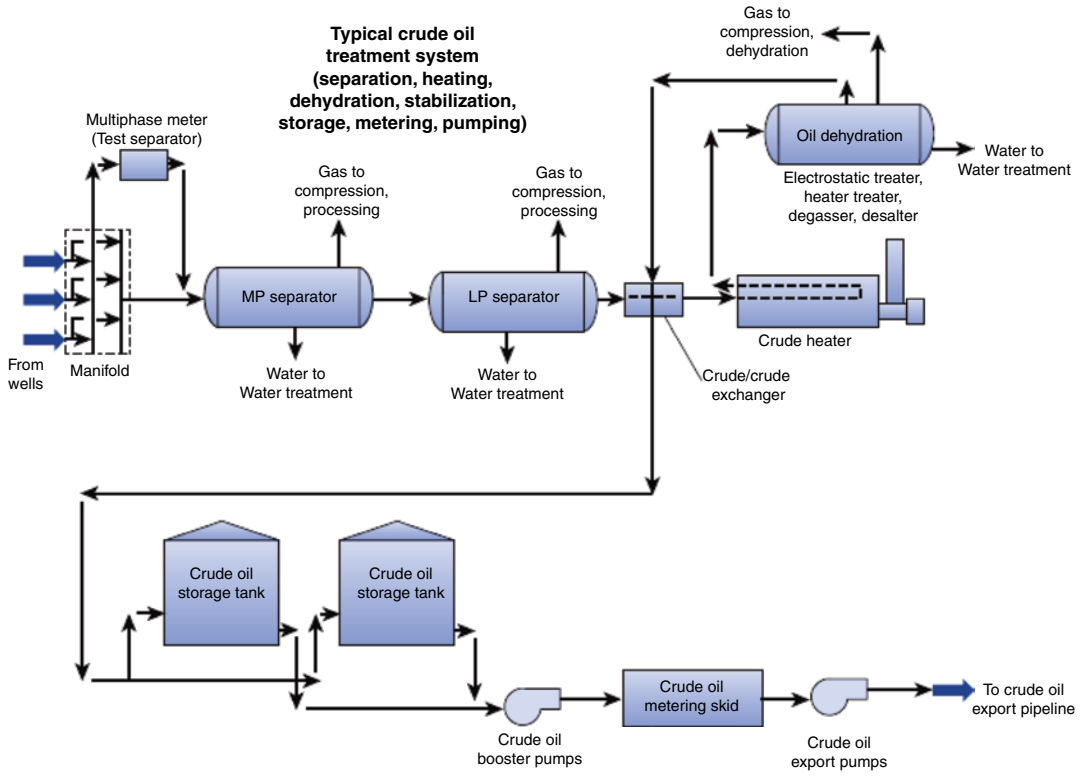 Typical crude oil
treatment system
(separation, heating,
dehydration, stabilization,
storage, metering, pumping)
Gas to
compression,
dehydration
Multiphase meter
(Test separator)
Oil dehydration
Water to
Water treatment
Electrostatic treater,
heater treater,
degasser, desalter
Gas to
compression,
processing
Gas to
compression,
processing
MP separator
LP separator
Crude heater
From
wells
Manifold
Water to
Water treatment
Water to
Water treatment
Crude/crude
exchanger
Crude oil
storage tank
Crude oil
storage tank
Crude oil
metering skid
To crude oil
export pipeline
Crude oil
booster pumps
Crude oil
export pumps